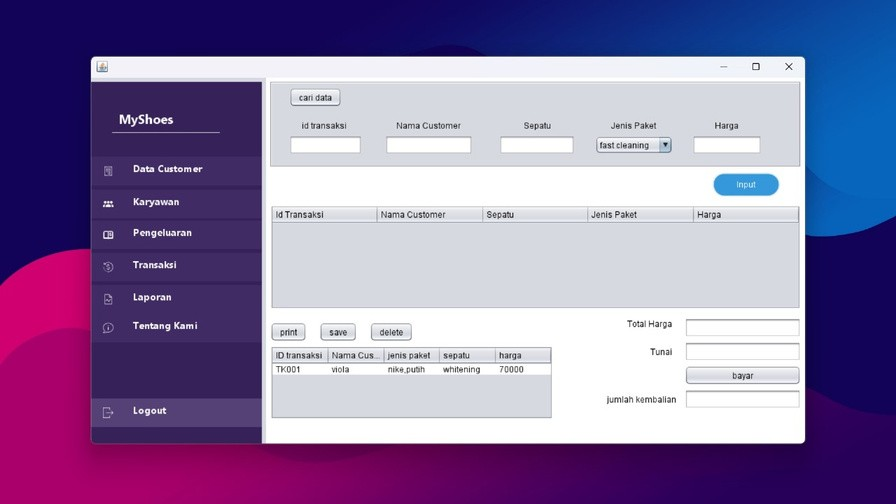 MyShoes
Data Customer
Karyawan
Pengeluaran
Transaksi
Laporan
Tentang Kami
Logout
cari data
id transaksi Nama Customer Sepatu Jenis Paket Harga
fast cleaning
Input
Id Transaksi Nama Customer Sepatu Jenis Paket Harga
print save delete
ID transaksi Nama Cus... jenis paket sepatu harga
TK001 viola nike,putih whitening 70000
Total Harga
Tunai
bayar
jumlah kembalian